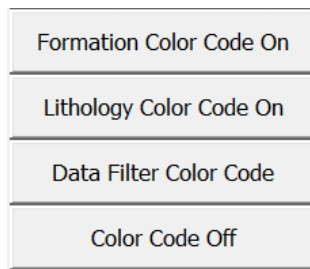 Formation Color Code On
Lithology Color Code On
Data Filter Color Code
Color Code Off